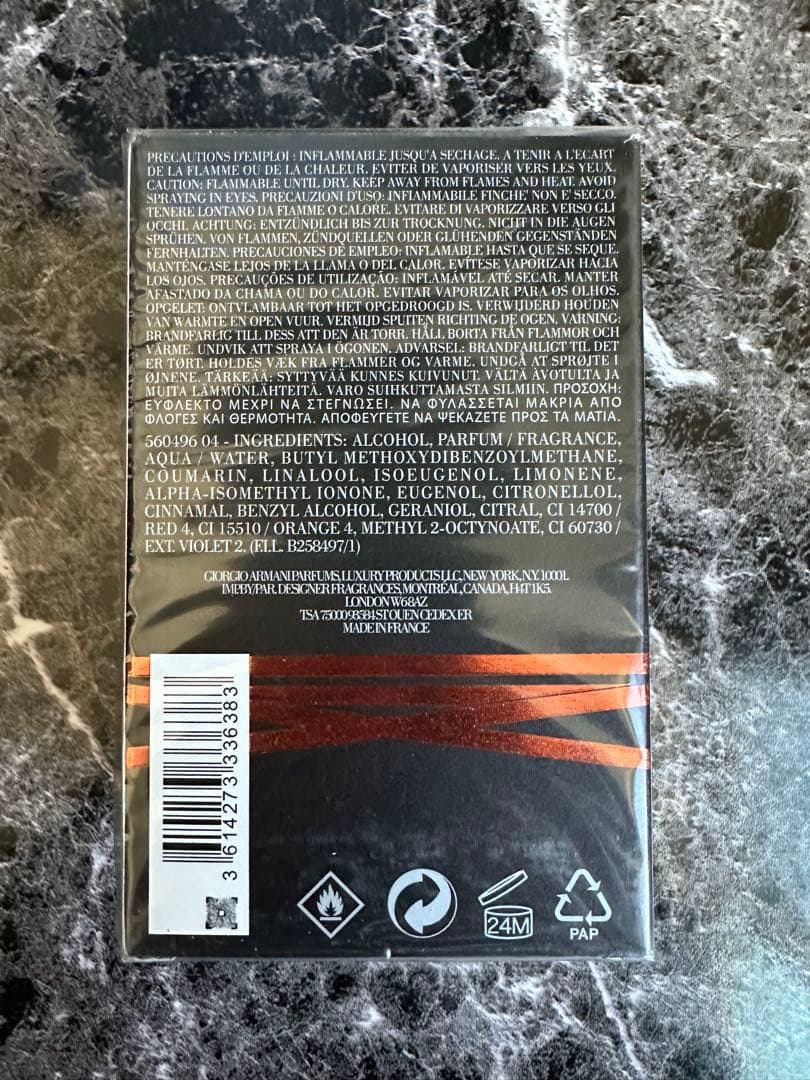 PRECAUTIONS D'EMPLOI : INFLAMMABLE JUSQU'A SECHAGE. A TENIR A L'ECART
DE LA FLAMME OU DE LA CHALEUR. EVITER DE VAPORISER VERS LES YEUX.
CAUTION: FLAMMABLE UNTIL DRY. KEEP AWAY FROM FLAMES AND HEAT. AVOID
SPRAYING IN EYES. PRECAUZIONI D'USO: INFIAMMABILE FINCHE' NON E' SECCO.
TENERE LONTANO DA FIAMME O CALORE. EVITARE DI VAPORIZZARE VERSO GLI
OCCHI. ACHTUNG: ENTZÜNDLICH BIS ZUR TROCKNUNG. NICHT IN DIE AUGEN
SPRÜHEN. VON FLAMMEN, ZÜNDQUELLEN ODER GLÜHENDEN GEGENSTÄNDEN
FERNHALTEN. PRECAUCIONES DE EMPLEO: INFLAMABLE HASTA QUE SE SEQUE.
MANTÉNGASE LEJOS DE LA LLAMA O DEL CALOR. EVÍTESE VAPORIZAR HACIA
LOS OJOS. PRECAUÇÕES DE UTILIZAÇÃO: INFLAMÁVEL ATÉ SECAR. MANTER
AFASTADO DA CHAMA OU DO CALOR. EVITAR VAPORIZAR PARA OS OLHOS.
OPGELET: ONTVLAMBAAR TOT HET OPGEDROOGD IS. VERWIJDERD HOUDEN
VAN WARMTE EN OPEN VUUR. VERMIJD SPUITEN RICHTING DE OGEN. VARNING:
BRANDFARLIG TILL DESS ATT DEN ÄR TORR. HÅLL BORTA FRÅN FLAMMOR OCH
VÄRME. UNDVIK ATT SPRAYA I ÖGONEN. ADVARSEL: BRANDFARLIGT TIL DET
ER TØRT. HOLDES VÆK FRA FLAMMER OG VARME. UNDGÅ AT SPRØJTE I
ØJNENE. TÄRKEÄÄ: SYTTYVÄÄ KUNNES KUIVUNUT. VÄLTÄ AVOTULTA JA
MUITA LÄMMÖNLÄHTEITÄ. VARO SUIHKUTTAMASTA SILMIIN. ΠΡΟΣΟΧΗ:
ΕΥΦΛΕΚΤΟ ΜΕΧΡΙ ΝΑ ΣΤΕΓΝΩΣΕΙ. ΝΑ ΦΥΛΑΣΣΕΤΑΙ ΜΑΚΡΙΑ ΑΠΟ
ΦΛΟΓΕΣ ΚΑΙ ΘΕΡΜΟΤΗΤΑ. ΑΠΟΦΕΥΓΕΤΕ ΝΑ ΨΕΚΑΖΕΤΕ ΠΡΟΣ ΤΑ ΜΑΤΙΑ.
560496 04 - INGREDIENTS: ALCOHOL, PARFUM / FRAGRANCE,
AQUA / WATER, BUTYL METHOXYDIBENZOYLMETHANE,
COUMARIN, LINALOOL, ISOEUGENOL, LIMONENE,
ALPHA-ISOMETHYL IONONE, EUGENOL, CITRONELLOL,
CINNAMAL, BENZYL ALCOHOL, GERANIOL, CITRAL, CI 14700 /
RED 4, CI 15510 / ORANGE 4, METHYL 2-OCTYNOATE, CI 60730 /
EXT. VIOLET 2. (F.I.L. B258497/1)
GIORGIO ARMANI PARFUMS, LUXURY PRODUCTS LLC, NEW YORK, N.Y. 10001.
IMP.BY/PAR. DESIGNER FRAGRANCES, MONTRÉAL, CANADA, H4T 1K5.
LONDON W6 8AZ
TSA 75000 93584 ST OUEN CEDEX FR
MADE IN FRANCE
3 614273 336383
24M
PAP